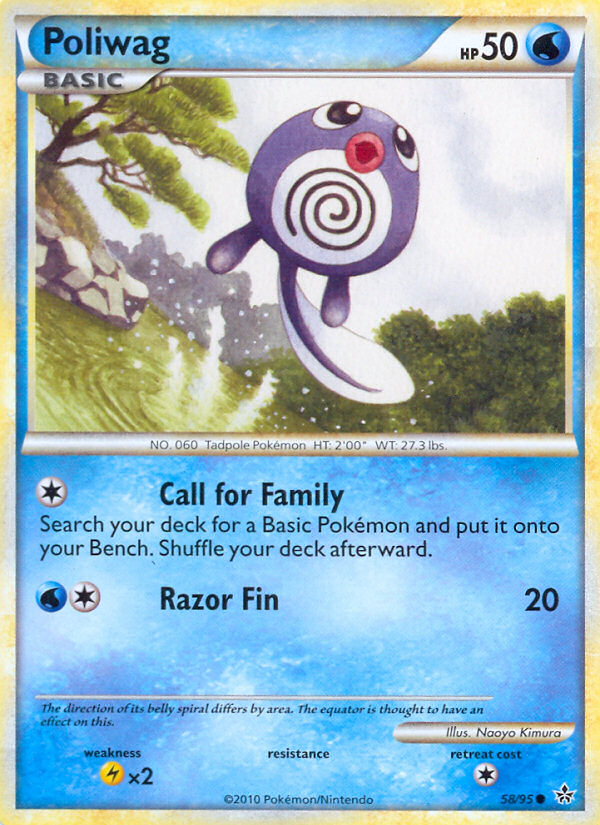 Poliwag
HP 50
BASIC
NO. 060 Tadpole Pokémon HT: 2'00" WT: 27.3 lbs.
Call for Family
Search your deck for a Basic Pokémon and put it onto
your Bench. Shuffle your deck afterward.
Razor Fin 20
The direction of its belly spiral differs by area. The equator is thought to have an
effect on this.
Illus. Naoyo Kimura
weakness resistance retreat cost
×2
©2010 Pokémon/Nintendo 58/95